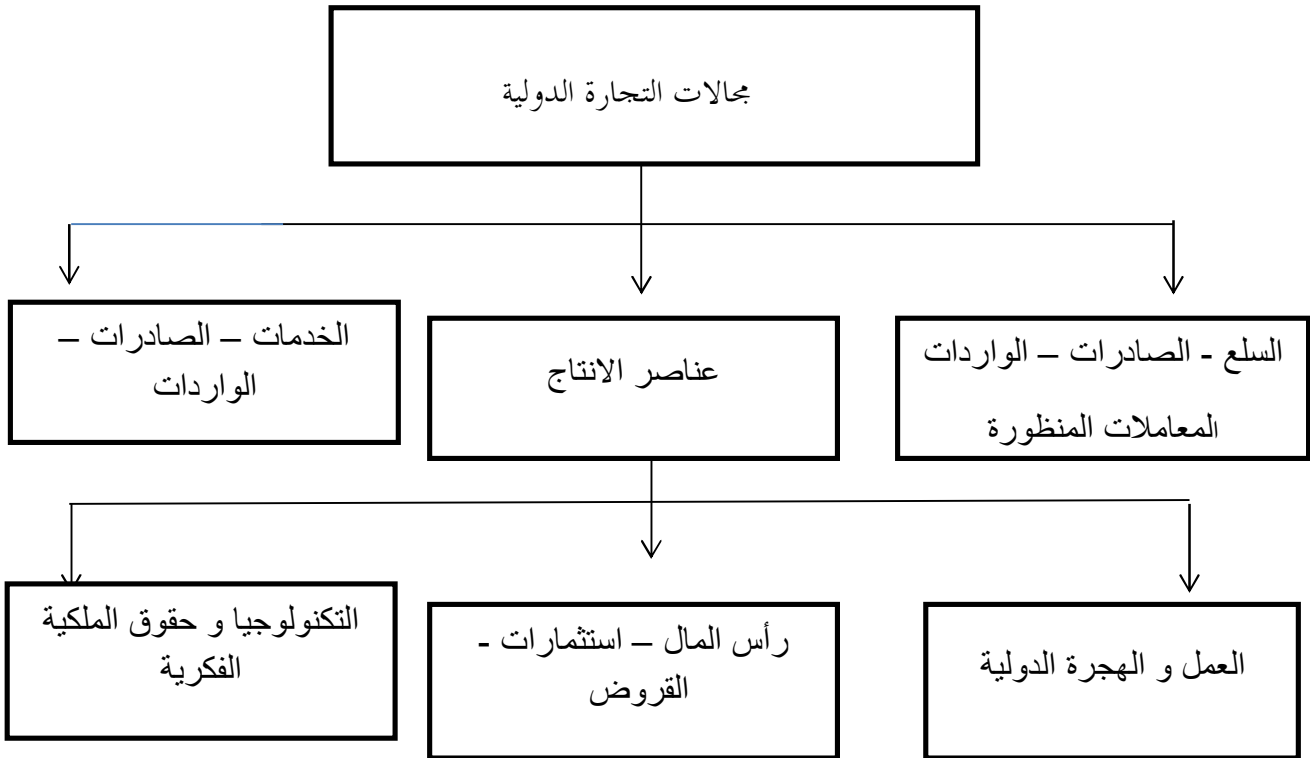 مجالات التجارة الدولية
السلع - الصادرات – الواردات
المعاملات المنظورة
عناصر الانتاج
الخدمات – الصادرات –
الواردات
العمل و الهجرة الدولية
رأس المال – استثمارات -
القروض
التكنولوجيا و حقوق الملكية
الفكرية